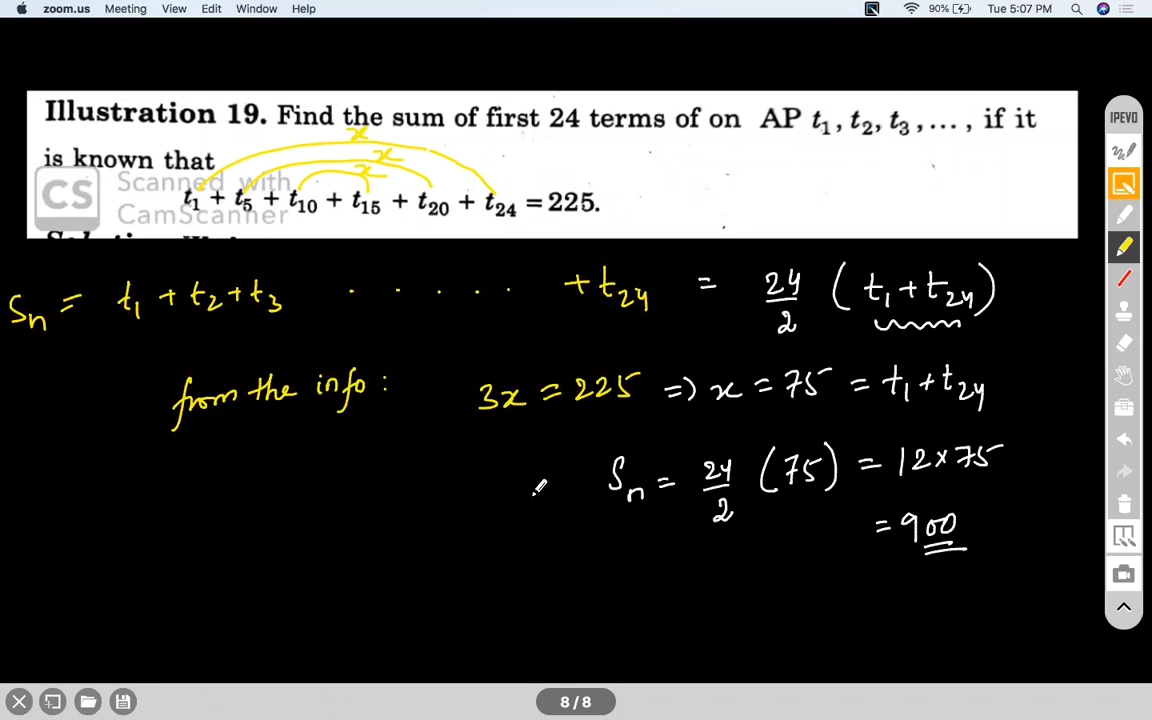 zoom.us Meeting View Edit Window Help 90% Tue 5:07 PM
IPEVO
Illustration 19. Find the sum of first 24 terms of on AP t₁, t₂, t₃, ..., if it
is known that
x
x
x
CS Scanned with
CamScanner
t₁ + t₅ + t₁₀ + t₁₅ + t₂₀ + t₂₄ = 225.
Sₙ = t₁ + t₂ + t₃ . . . . . + t₂₄ = 24/2 (t₁ + t₂₄)
from the info : 3x = 225 => x = 75 = t₁ + t₂₄
Sₙ = 24/2 (75) = 12 × 75
= 900
8 / 8